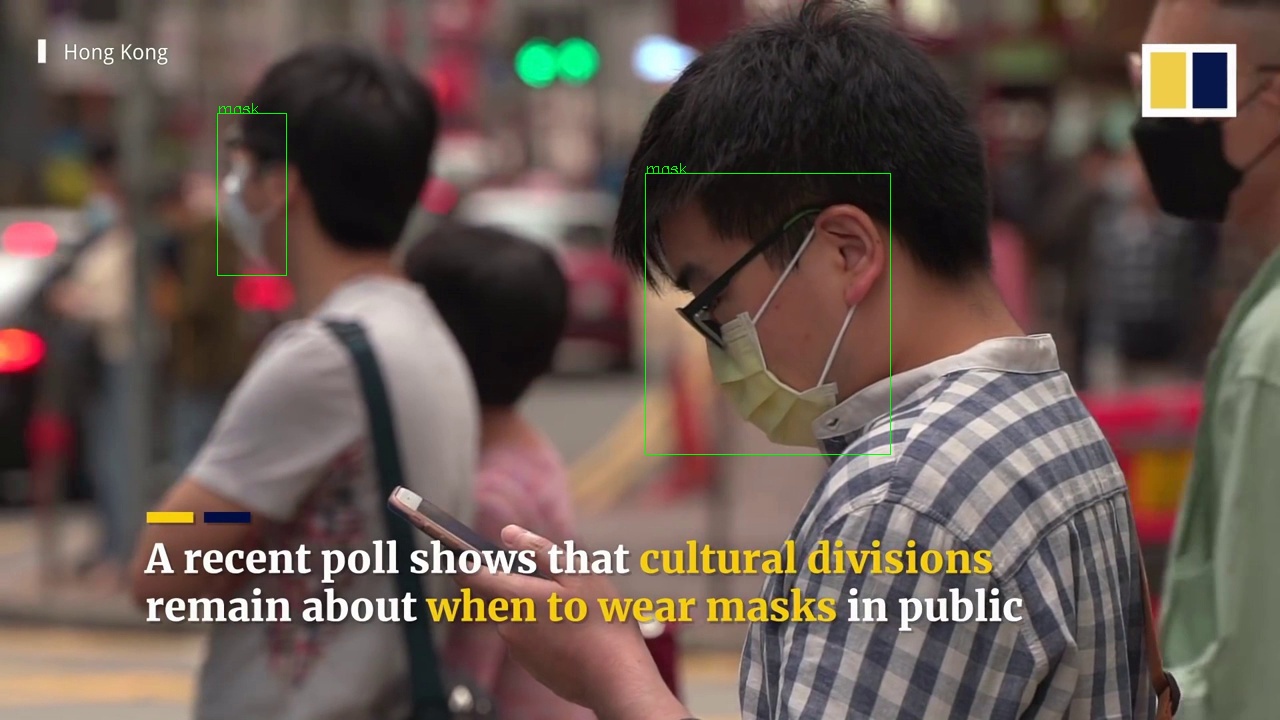 Hong Kong
mask
mask
A recent poll shows that cultural divisions
remain about when to wear masks in public